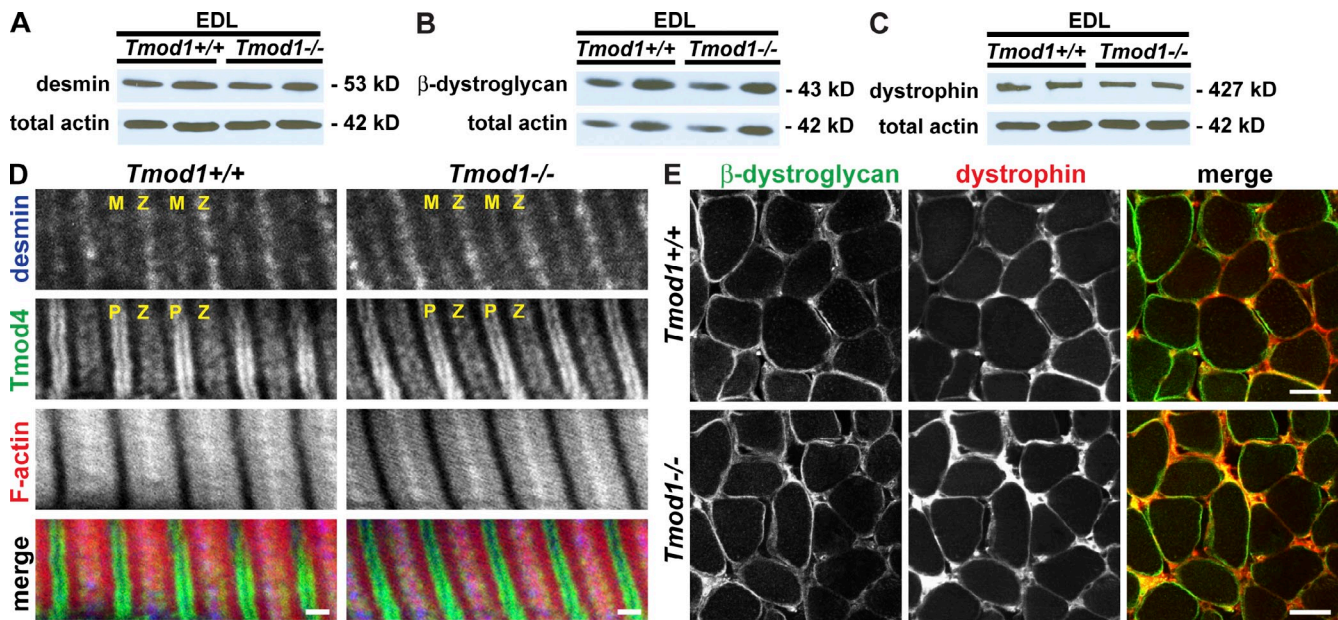 A
EDL
Tmod1+/+ Tmod1-/-
desmin - 53 kD
total actin - 42 kD
B
EDL
Tmod1+/+ Tmod1-/-
β-dystroglycan - 43 kD
total actin - 42 kD
C
EDL
Tmod1+/+ Tmod1-/-
dystrophin - 427 kD
total actin - 42 kD
D
Tmod1+/+ Tmod1-/-
desmin
M Z M Z M Z M Z
Tmod4
P Z P Z P Z P Z
F-actin
merge
E
β-dystroglycan dystrophin merge
Tmod1+/+
Tmod1-/-